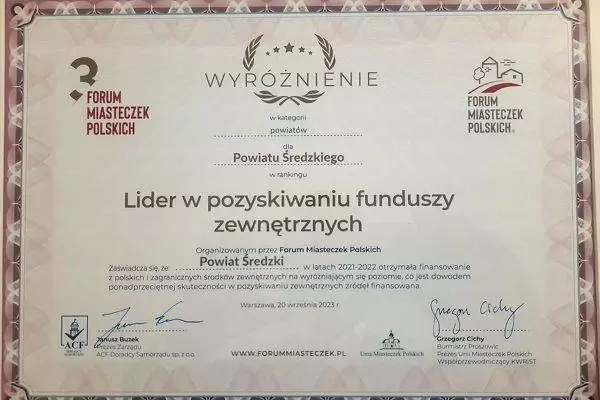 WYRÓŻNIENIE
3 FORUM
MIASTECZEK
POLSKICH
FORUM
MIASTECZEK
POLSKICH®
w kategorii
powiatów
dla
Powiatu Średzkiego
w rankingu
Lider w pozyskiwaniu funduszy
zewnętrznych
Organizowanym przez Forum Miasteczek Polskich
Zaświadcza się, że: Powiat Średzki w latach 2021-2022 otrzymała finansowanie
z polskich i zagranicznych środków zewnętrznych na wyróżniającym się poziomie, co jest dowodem
ponadprzeciętnej skuteczności w pozyskiwaniu zewnętrznych źródeł finansowania.
Warszawa, 20 września 2023 r.
Grzegorz Cichy
ACF
Janusz Buzek
Prezes Zarządu
ACF Doradcy Samorządu sp. z o.o.
WWW.FORUMMIASTECZEK.PL
Unia Miasteczek Polskich
Grzegorz Cichy
Burmistrz Proszowic
Prezes Unii Miasteczek Polskich
Współprzewodniczący KWRiST